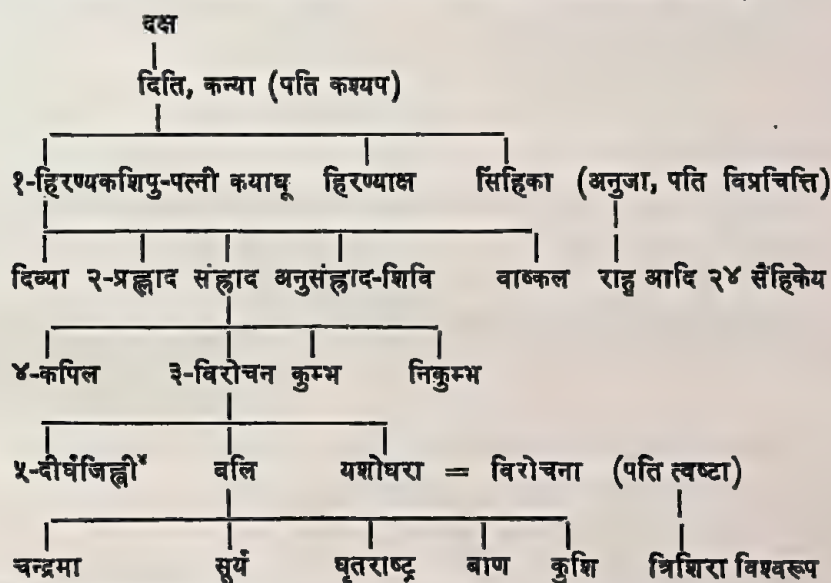 दक्ष
दिति, कन्या (पति कश्यप)
१-हिरण्यकशिपु-पत्नी कयाघू हिरण्याक्ष सिंहिका (अनुजा, पति विप्रचित्ति)
दिव्या २-प्रह्लाद संह्राद अनुसंह्राद-शिवि वाष्कल राहु आदि २४ सैंहिकेय
४-कपिल ३-विरोचन कुम्भ निकुम्भ
५-दीर्घजिह्वी४ बलि यशोधरा = विरोचना (पति त्वष्टा)
चन्द्रमा सूर्य धृतराष्ट्र बाण कुशि त्रिशिरा विश्वरूप